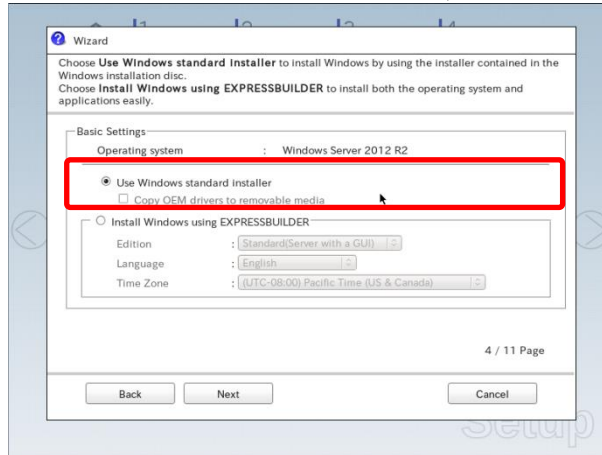 1 2 3 4
Wizard
Choose Use Windows standard installer to install Windows by using the installer contained in the
Windows installation disc.
Choose Install Windows using EXPRESSBUILDER to install both the operating system and
applications easily.
Basic Settings
Operating system : Windows Server 2012 R2
Use Windows standard installer
Copy OEM drivers to removable media
Install Windows using EXPRESSBUILDER
Edition : Standard(Server with a GUI)
Language : English
Time Zone : (UTC-08:00) Pacific Time (US & Canada)
4 / 11 Page
Back Next Cancel
Setup